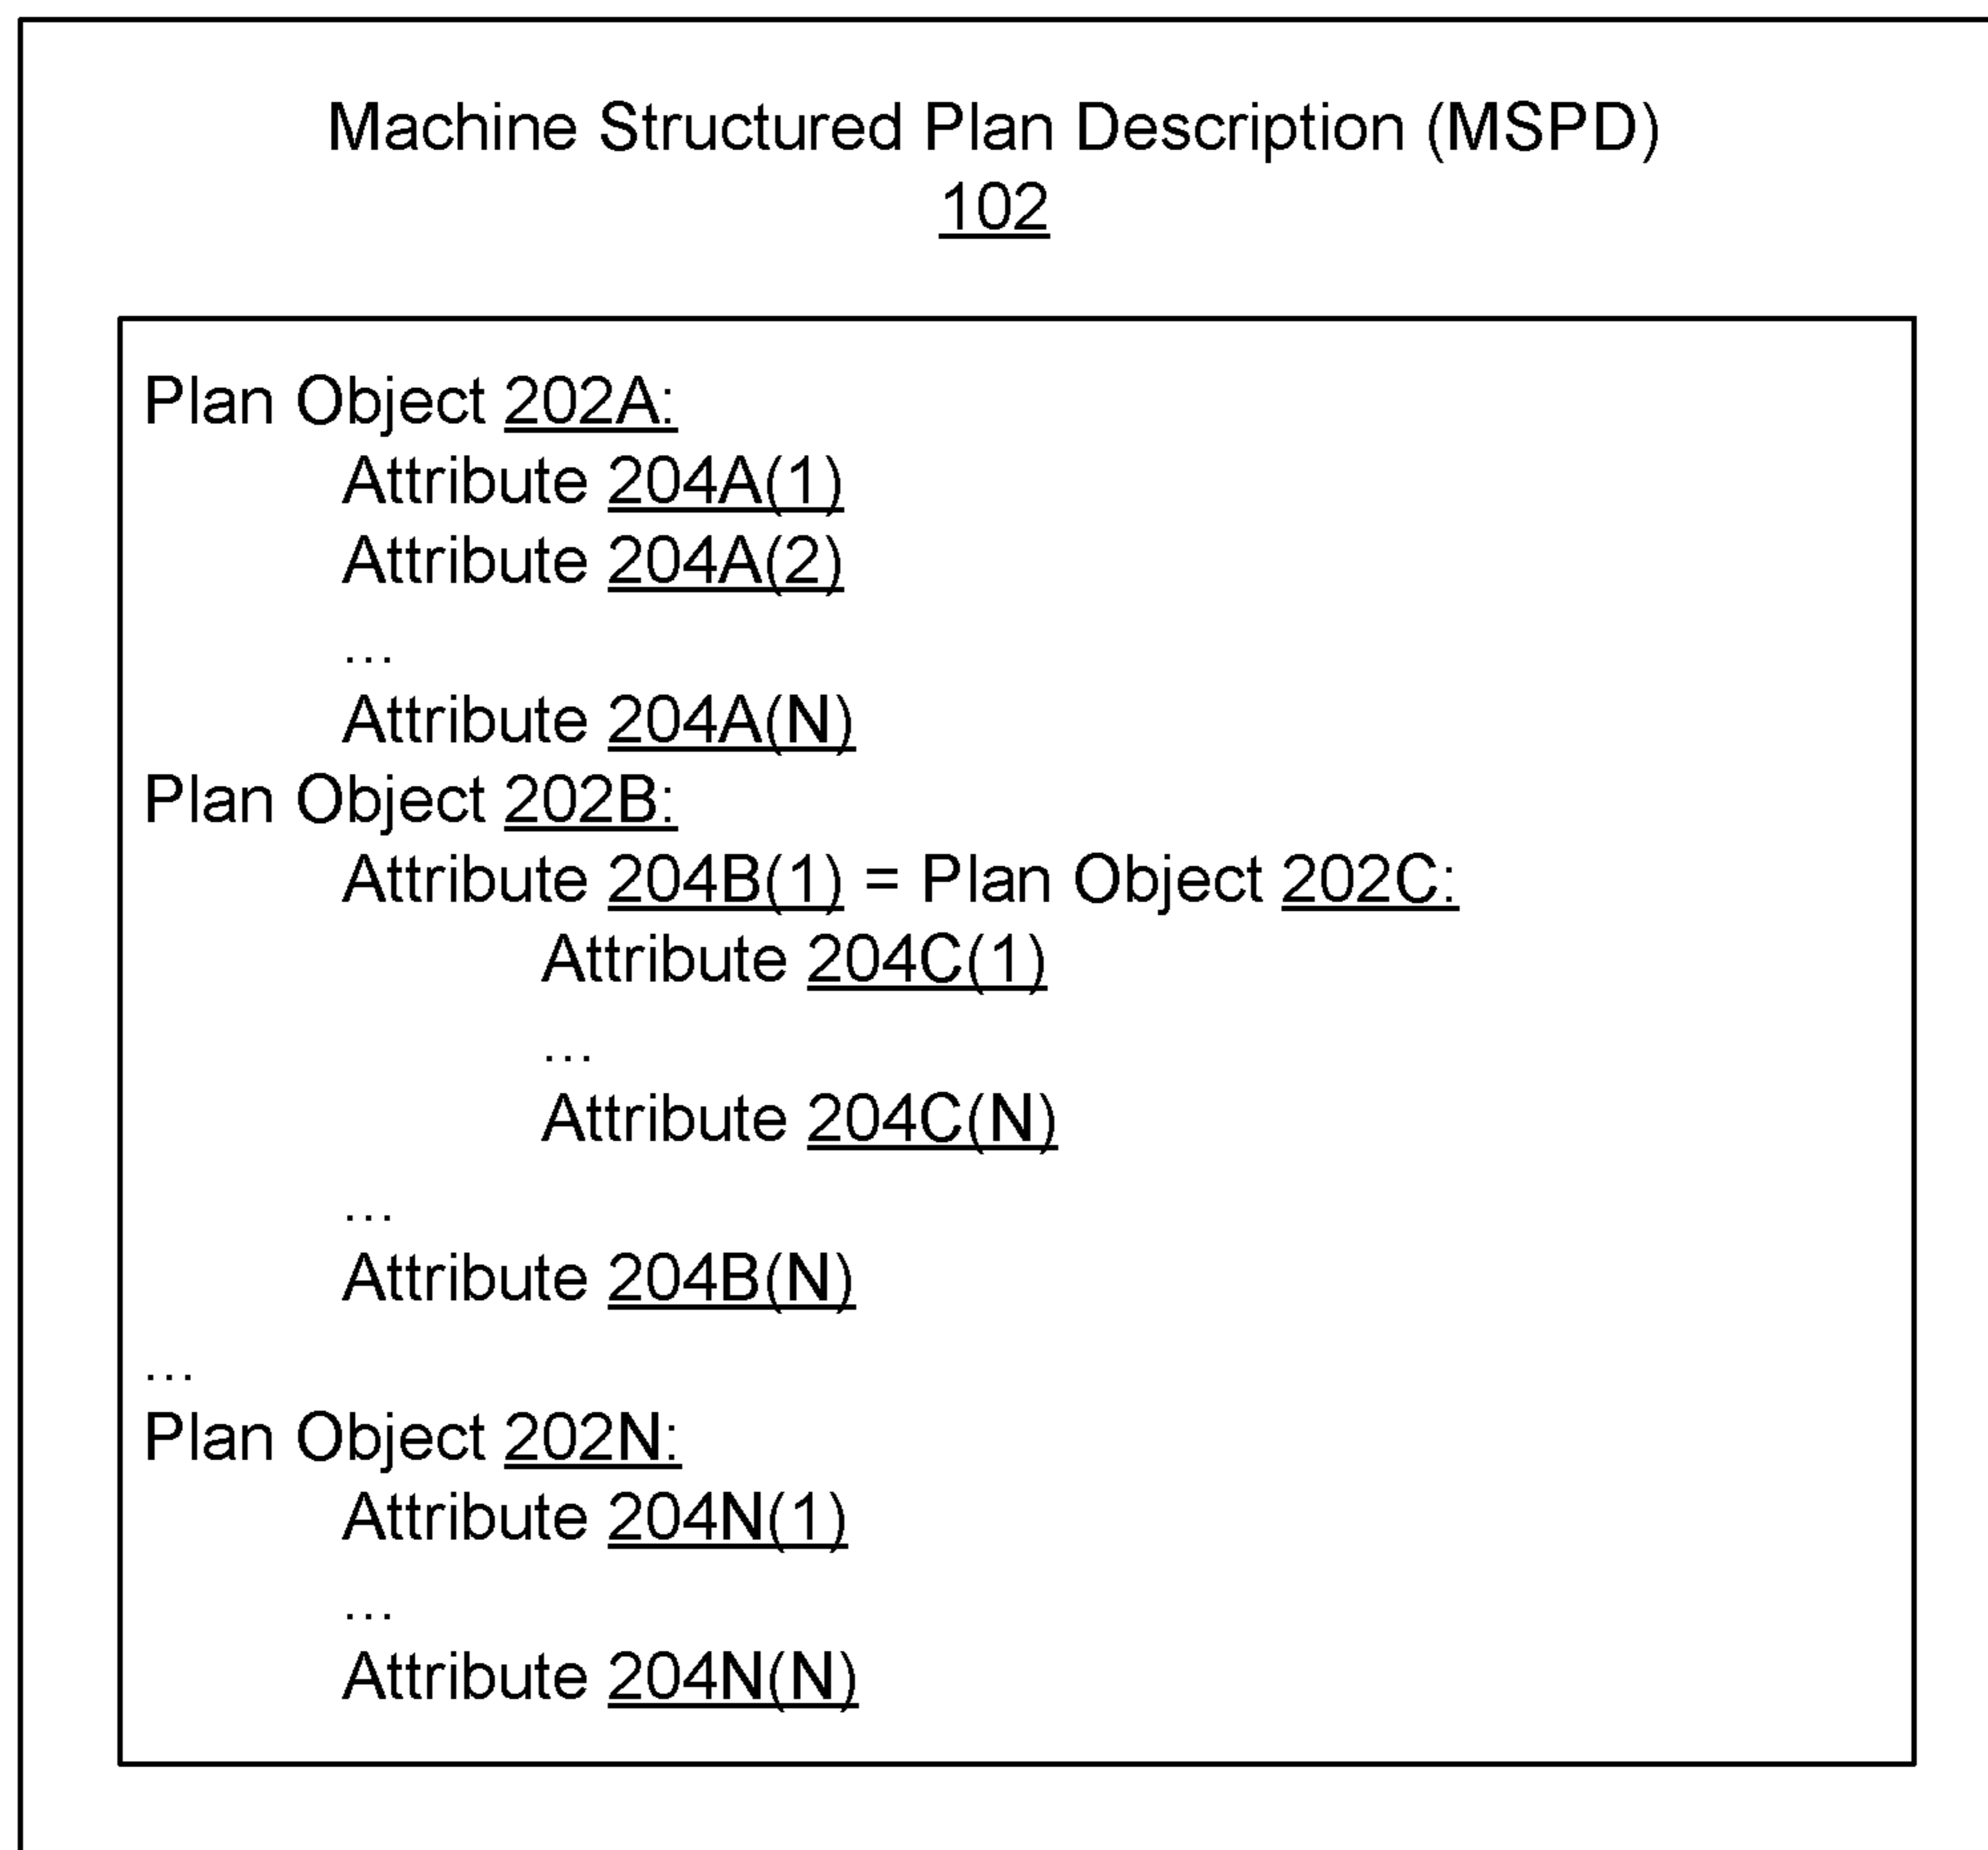 Machine Structured Plan Description (MSPD)
102
Plan Object 202A:
Attribute 204A(1)
Attribute 204A(2)
...
Attribute 204A(N)
Plan Object 202B:
Attribute 204B(1) = Plan Object 202C:
Attribute 204C(1)
...
Attribute 204C(N)
...
Attribute 204B(N)
...
Plan Object 202N:
Attribute 204N(1)
...
Attribute 204N(N)